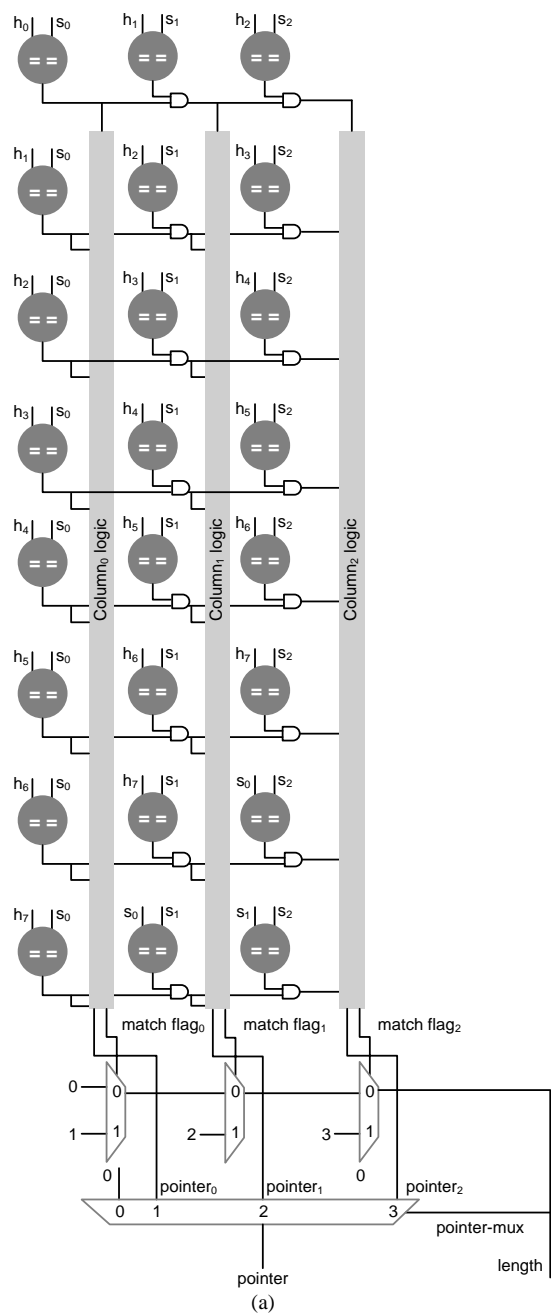 h₀ s₀ h₁ s₁ h₂ s₂
== == ==
h₁ s₀ h₂ s₁ h₃ s₂
== == ==
h₂ s₀ h₃ s₁ h₄ s₂
== == ==
h₃ s₀ h₄ s₁ h₅ s₂
== == ==
h₄ s₀ h₅ s₁ h₆ s₂
== == ==
Column₀ logic
Column₁ logic
Column₂ logic
h₅ s₀ h₆ s₁ h₇ s₂
== == ==
h₆ s₀ h₇ s₁ s₀ s₂
== == ==
h₇ s₀ s₀ s₁ s₁ s₂
== == ==
match flag₀ match flag₁ match flag₂
0 0 0 0
1 1 2 1 3 1
0 0
pointer₀ pointer₁ pointer₂
0 1 2 3
pointer-mux
length
pointer
(a)